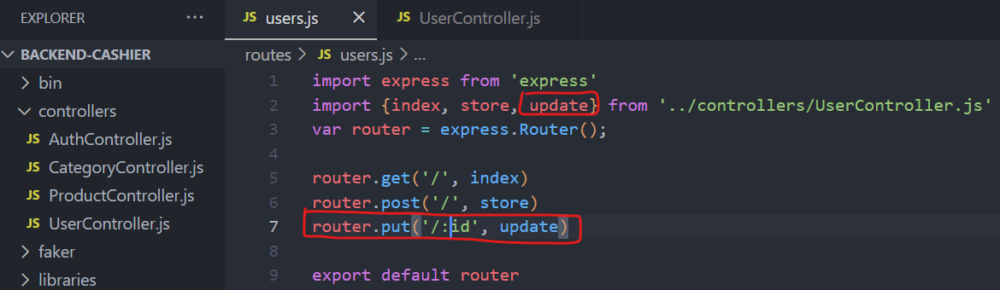 EXPLORER ...
BACKEND-CASHIER
bin
controllers
JS AuthController.js
JS CategoryController.js
JS ProductController.js
JS UserController.js
faker
libraries
JS users.js ×
JS UserController.js
routes > JS users.js > ...
1 import express from 'express'
2 import {index, store, update} from '../controllers/UserController.js'
3 var router = express.Router();
4
5 router.get('/', index)
6 router.post('/', store)
7 router.put('/:id', update)
8
9 export default router